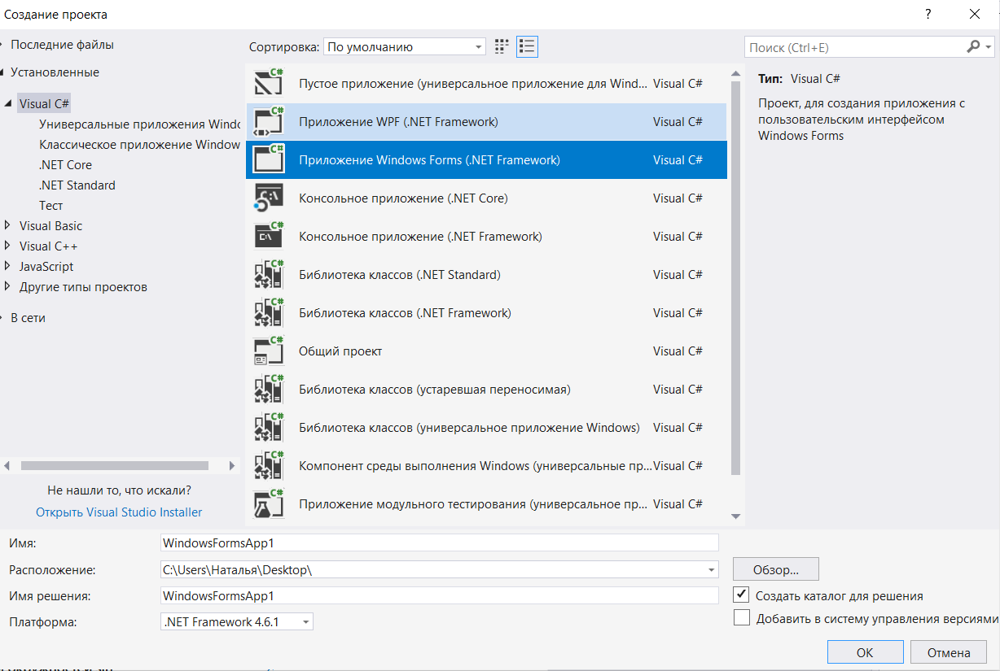 Создание проекта
?
Последние файлы
Установленные
Visual C#
Универсальные приложения Windo
Классическое приложение Window
.NET Core
.NET Standard
Тест
Visual Basic
Visual C++
JavaScript
Другие типы проектов
В сети
Не нашли то, что искали?
Открыть Visual Studio Installer
Сортировка: По умолчанию
Пустое приложение (универсальное приложение для Wind... Visual C#
Приложение WPF (.NET Framework) Visual C#
Приложение Windows Forms (.NET Framework) Visual C#
Консольное приложение (.NET Core) Visual C#
Консольное приложение (.NET Framework) Visual C#
Библиотека классов (.NET Standard) Visual C#
Библиотека классов (.NET Framework) Visual C#
Общий проект Visual C#
Библиотека классов (устаревшая переносимая) Visual C#
Библиотека классов (универсальное приложение Windows) Visual C#
Компонент среды выполнения Windows (универсальные пр... Visual C#
Приложение модульного тестирования (универсальное пр... Visual C#
Поиск (Ctrl+E)
Тип: Visual C#
Проект, для создания приложения с
пользовательским интерфейсом
Windows Forms
Имя: WindowsFormsApp1
Расположение: C:\Users\Наталья\Desktop\
Обзор...
Имя решения: WindowsFormsApp1
Создать каталог для решения
Платформа: .NET Framework 4.6.1
Добавить в систему управления версиями
ОК
Отмена